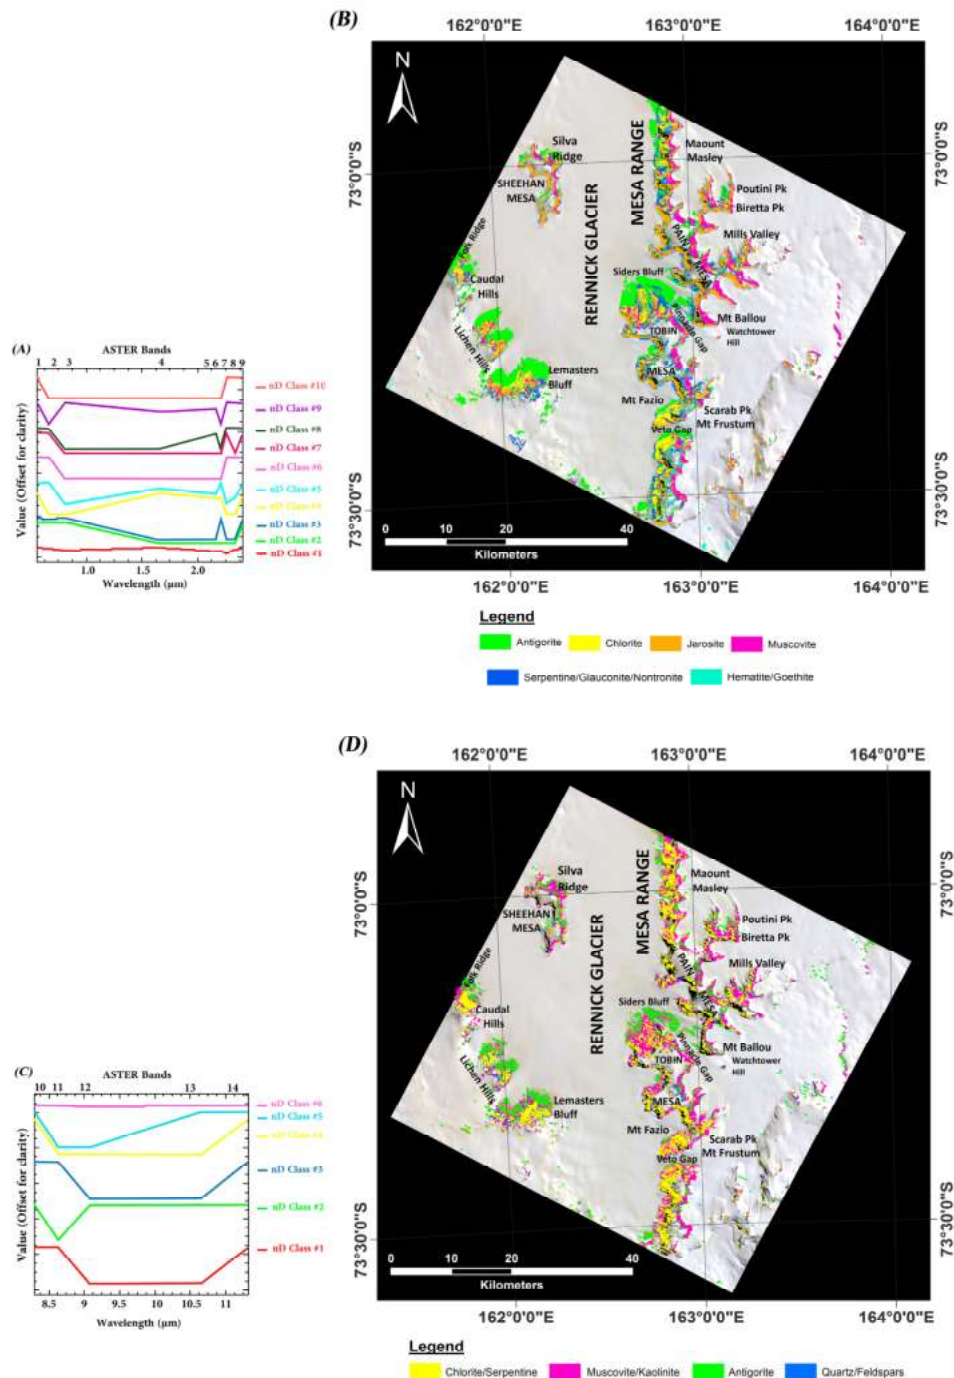 (B)
162°0'0"E 163°0'0"E 164°0'0"E
N
73°0'0"S
73°0'0"S
Silva
Ridge
SHEEHAN
MESA
MESA RANGE
Maount
Masley
Poutini Pk
Biretta Pk
Mills Valley
PAIN
MESA
RENNICK GLACIER
Caudal
Hills
Siders Bluff
Mt Ballou
Watchtower
Hill
Pinnacle Gap
TOBIN
Lichen Hills
Lemasters
Bluff
MESA
Mt Fazio
Scarab Pk
Mt Frustum
Veto Gap
73°30'0"S
73°30'0"S
0 10 20 40
Kilometers
162°0'0"E 163°0'0"E 164°0'0"E
Legend
Antigorite Chlorite Jerosite Muscovite
Serpentine/Glauconite/Nontronite Hematite/Goethite
(A)
ASTER Bands
1 2 3 4 5 6 7 8 9
nD Class #10
nD Class #9
nD Class #8
nD Class #7
nD Class #6
nD Class #5
nD Class #4
nD Class #3
nD Class #2
nD Class #1
Value (Offset for clarity)
1.0 2.0
Wavelength (µm)
(D)
162°0'0"E 163°0'0"E 164°0'0"E
N
73°0'0"S
73°0'0"S
Silva
Ridge
SHEEHAN
MESA
MESA RANGE
Maount
Masley
Poutini Pk
Biretta Pk
Mills Valley
PAIN
MESA
RENNICK GLACIER
Caudal
Hills
Siders Bluff
Mt Ballou
Watchtower
Hill
Pinnacle Gap
TOBIN
Lichen Hills
Lemasters
Bluff
MESA
Mt Fazio
Scarab Pk
Mt Frustum
Veto Gap
73°30'0"S
73°30'0"S
0 10 20 40
Kilometers
162°0'0"E 163°0'0"E 164°0'0"E
Legend
Chlorite/Serpentine Muscovite/Kaolinite Antigorite Quartz/Feldspars
(C)
ASTER Bands
10 11 12 13 14
nD Class #6
nD Class #5
nD Class #4
nD Class #3
nD Class #2
nD Class #1
Value (Offset for clarity)
8.5 9 9.5 10 10.5 11
Wavelength (µm)